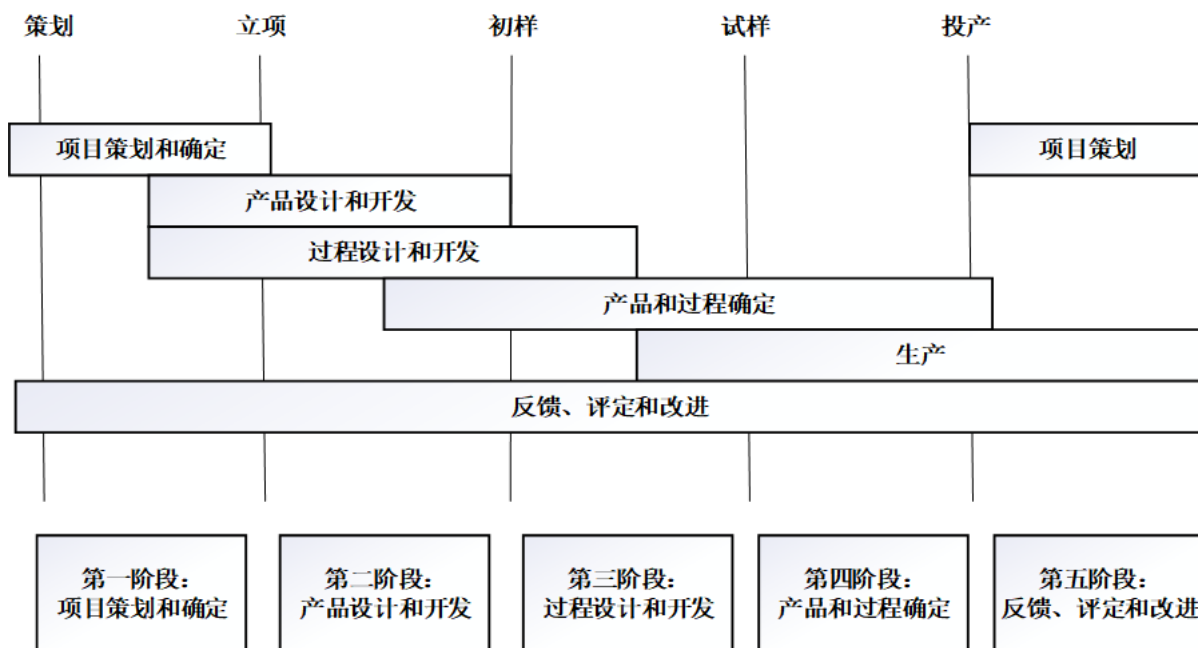 策划
立项
初样
试样
投产
项目策划和确定
项目策划
产品设计和开发
过程设计和开发
产品和过程确定
生产
反馈、评定和改进
第一阶段：
项目策划和确定
第二阶段：
产品设计和开发
第三阶段：
过程设计和开发
第四阶段：
产品和过程确定
第五阶段：
反馈、评定和改进